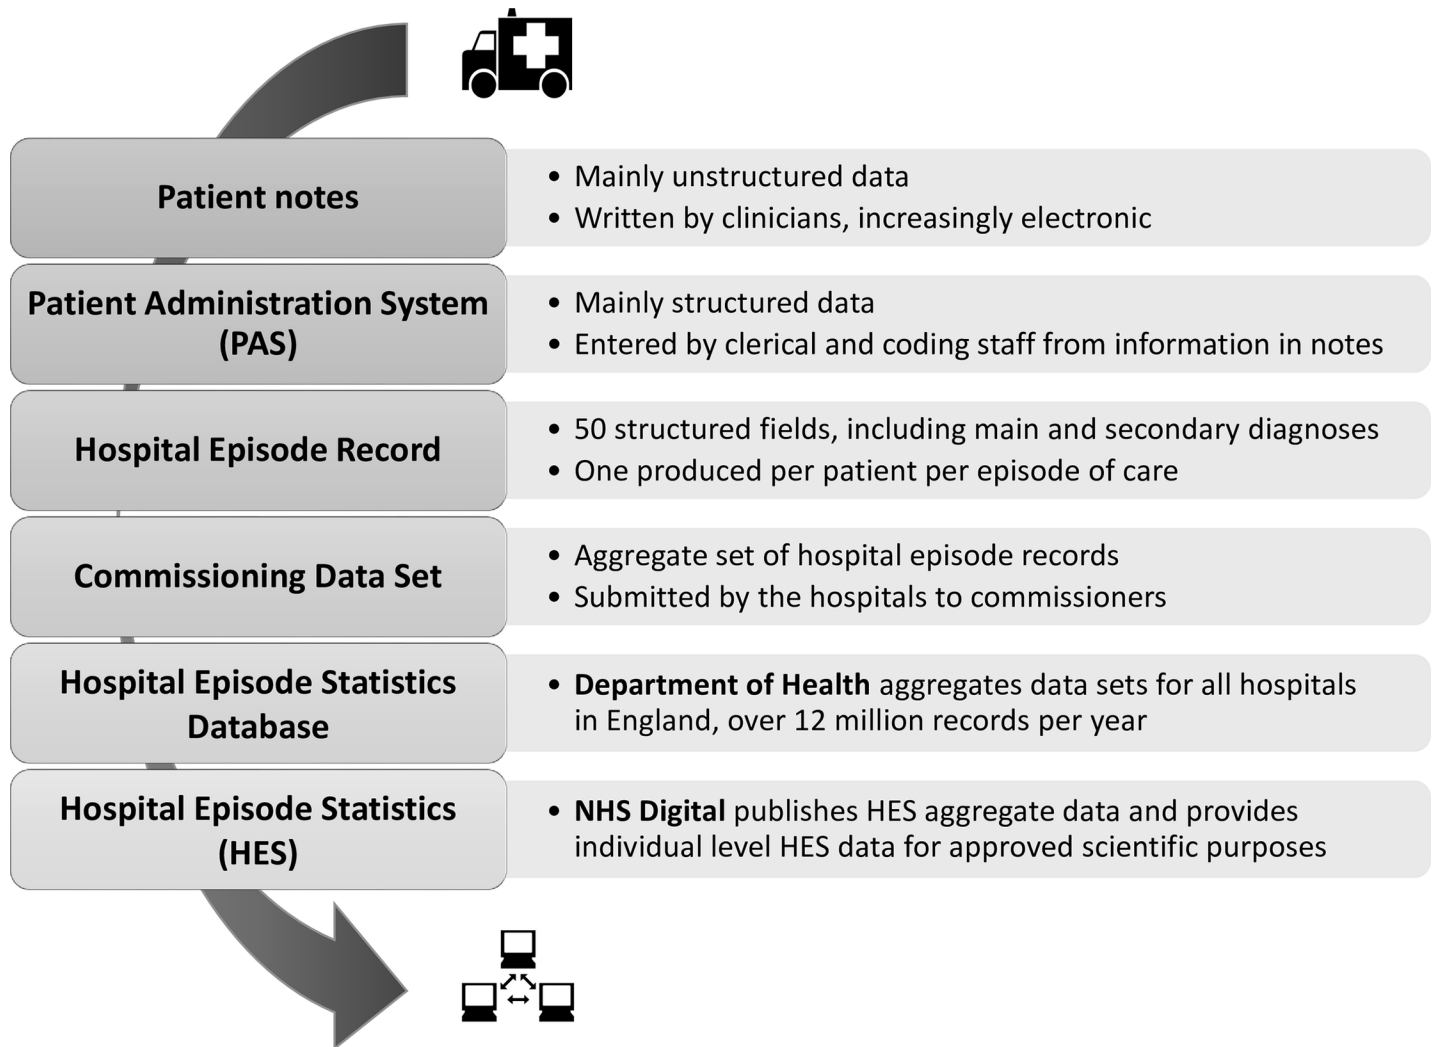 Patient notes
• Mainly unstructured data
• Written by clinicians, increasingly electronic
Patient Administration System
(PAS)
• Mainly structured data
• Entered by clerical and coding staff from information in notes
Hospital Episode Record
• 50 structured fields, including main and secondary diagnoses
• One produced per patient per episode of care
Commissioning Data Set
• Aggregate set of hospital episode records
• Submitted by the hospitals to commissioners
Hospital Episode Statistics
Database
• Department of Health aggregates data sets for all hospitals
in England, over 12 million records per year
Hospital Episode Statistics
(HES)
• NHS Digital publishes HES aggregate data and provides
individual level HES data for approved scientific purposes